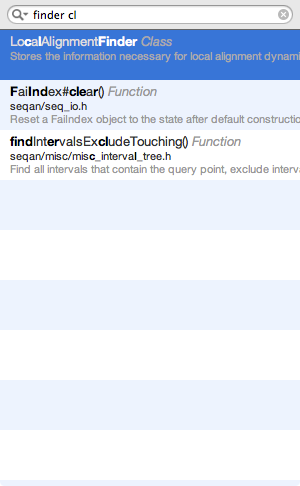 finder cl
LocalAlignmentFinder Class
Stores the information necessary for local alignment dynami
FaiIndex#clear() Function
seqan/seq_io.h
Reset a FaiIndex object to the state after default constructio
findIntervalsExcludeTouching() Function
seqan/misc/misc_interval_tree.h
Find all intervals that contain the query point, exclude interv